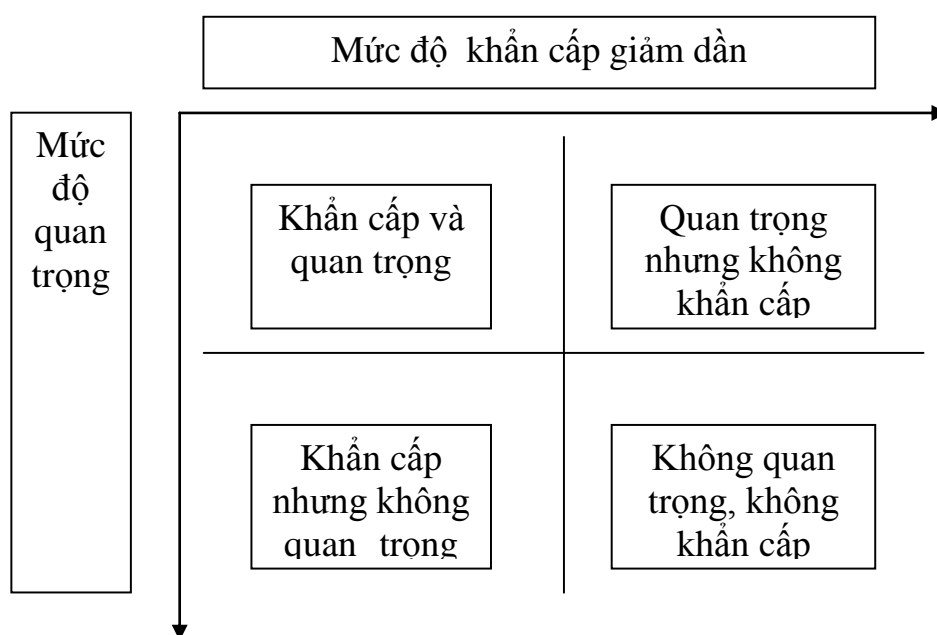 Mức độ khẩn cấp giảm dần
Mức
độ
quan
trọng
Khẩn cấp và
quan trọng
Quan trọng
nhưng không
khẩn cấp
Khẩn cấp
nhưng không
quan trọng
Không quan
trọng, không
khẩn cấp